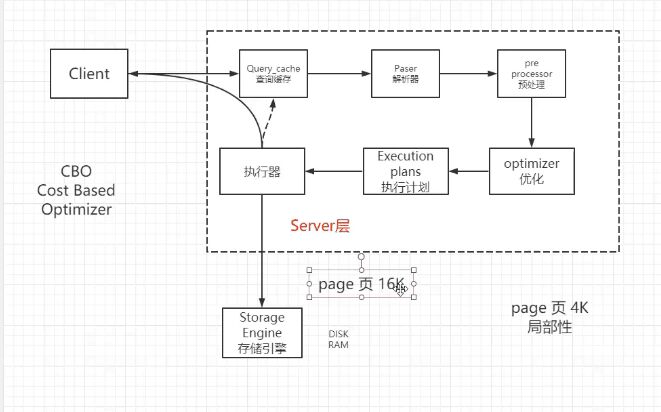 Client
Query_cache
查询缓存
Paser
解析器
pre
processor
预处理
执行器
Execution
plans
执行计划
optimizer
优化
CBO
Cost Based
Optimizer
Server层
page 页 16K
Storage
Engine
存储引擎
DISK
RAM
page 页 4K
局部性